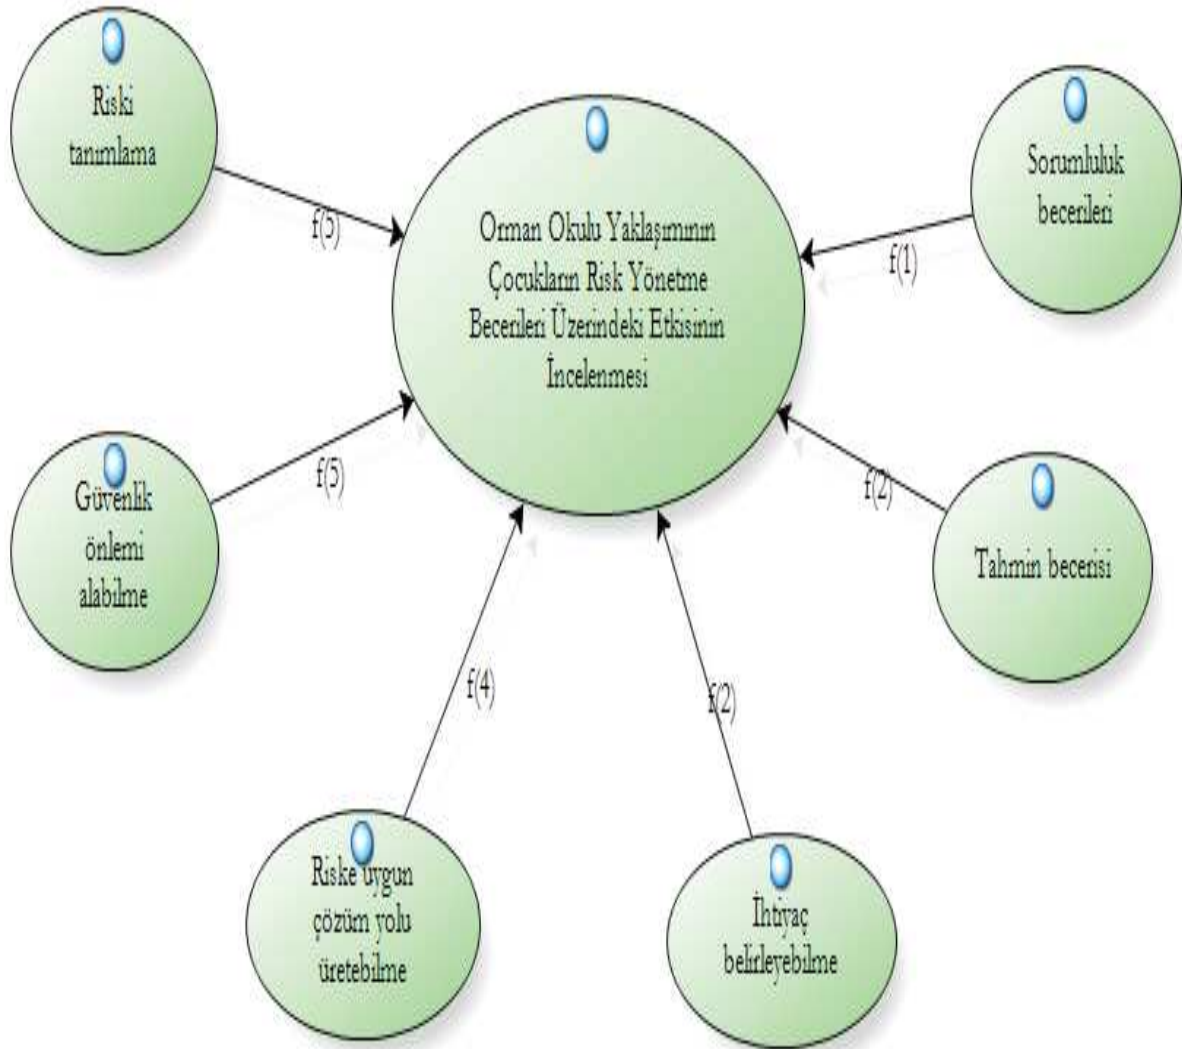 Riski
tanımlama
f(5)
Orman Okulu Yaklaşımının
Çocukların Risk Yönetme
Becerileri Üzerindeki Etkisinin
İncelenmesi
Sorumluluk
becerileri
f(1)
Güvenlik
önlemi
alabilme
f(5)
Tahmin becerisi
f(2)
Riske uygun
çözüm yolu
üretebilme
f(4)
İhtiyaç
belirleyebilme
f(2)